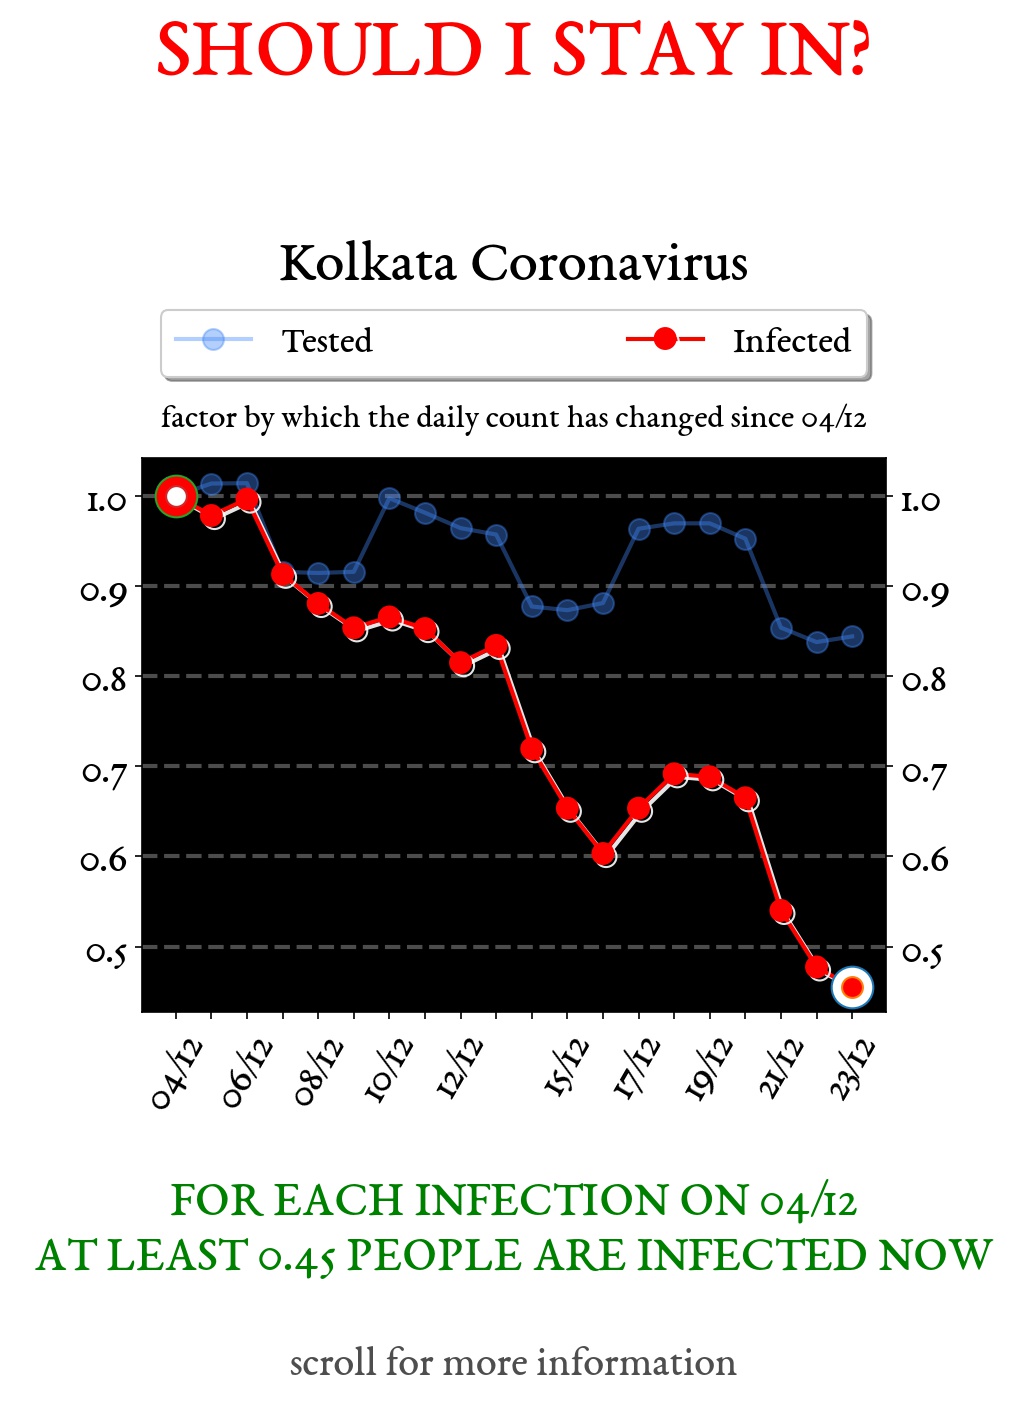 SHOULD I STAY IN?
Kolkata Coronavirus
Tested Infected
factor by which the daily count has changed since 04/12
1.0 1.0
0.9 0.9
0.8 0.8
0.7 0.7
0.6 0.6
0.5 0.5
04/12 06/12 08/12 10/12 12/12 15/12 17/12 19/12 21/12 23/12
FOR EACH INFECTION ON 04/12
AT LEAST 0.45 PEOPLE ARE INFECTED NOW
scroll for more information